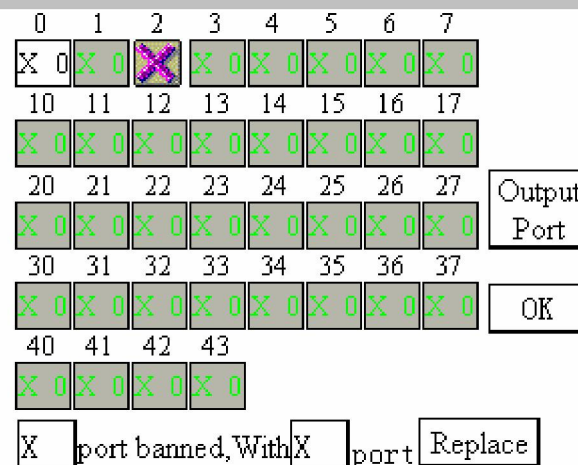 0 1 2 3 4 5 6 7
X 0 X 0 X X 0 X 0 X 0 X 0 X 0
10 11 12 13 14 15 16 17
X 0 X 0 X 0 X 0 X 0 X 0 X 0 X 0
20 21 22 23 24 25 26 27
X 0 X 0 X 0 X 0 X 0 X 0 X 0 X 0
Output
Port
30 31 32 33 34 35 36 37
X 0 X 0 X 0 X 0 X 0 X 0 X 0 X 0
OK
40 41 42 43
X 0 X 0 X 0 X 0
X port banned,With X port Replace